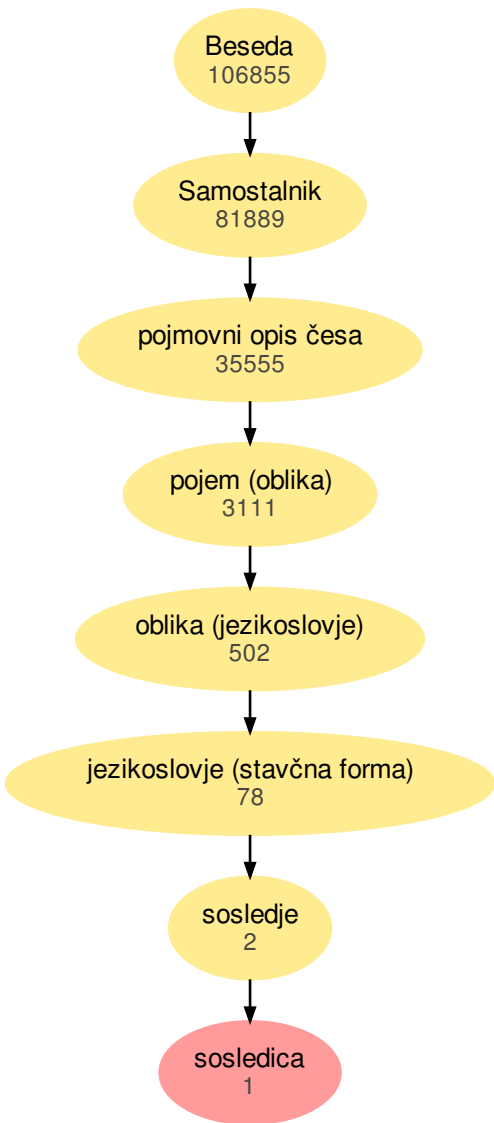 Beseda
106855
Samostalnik
81889
pojmovni opis česa
35555
pojem (oblika)
3111
oblika (jezikoslovje)
502
jezikoslovje (stavčna forma)
78
sosledje
2
sosledica
1